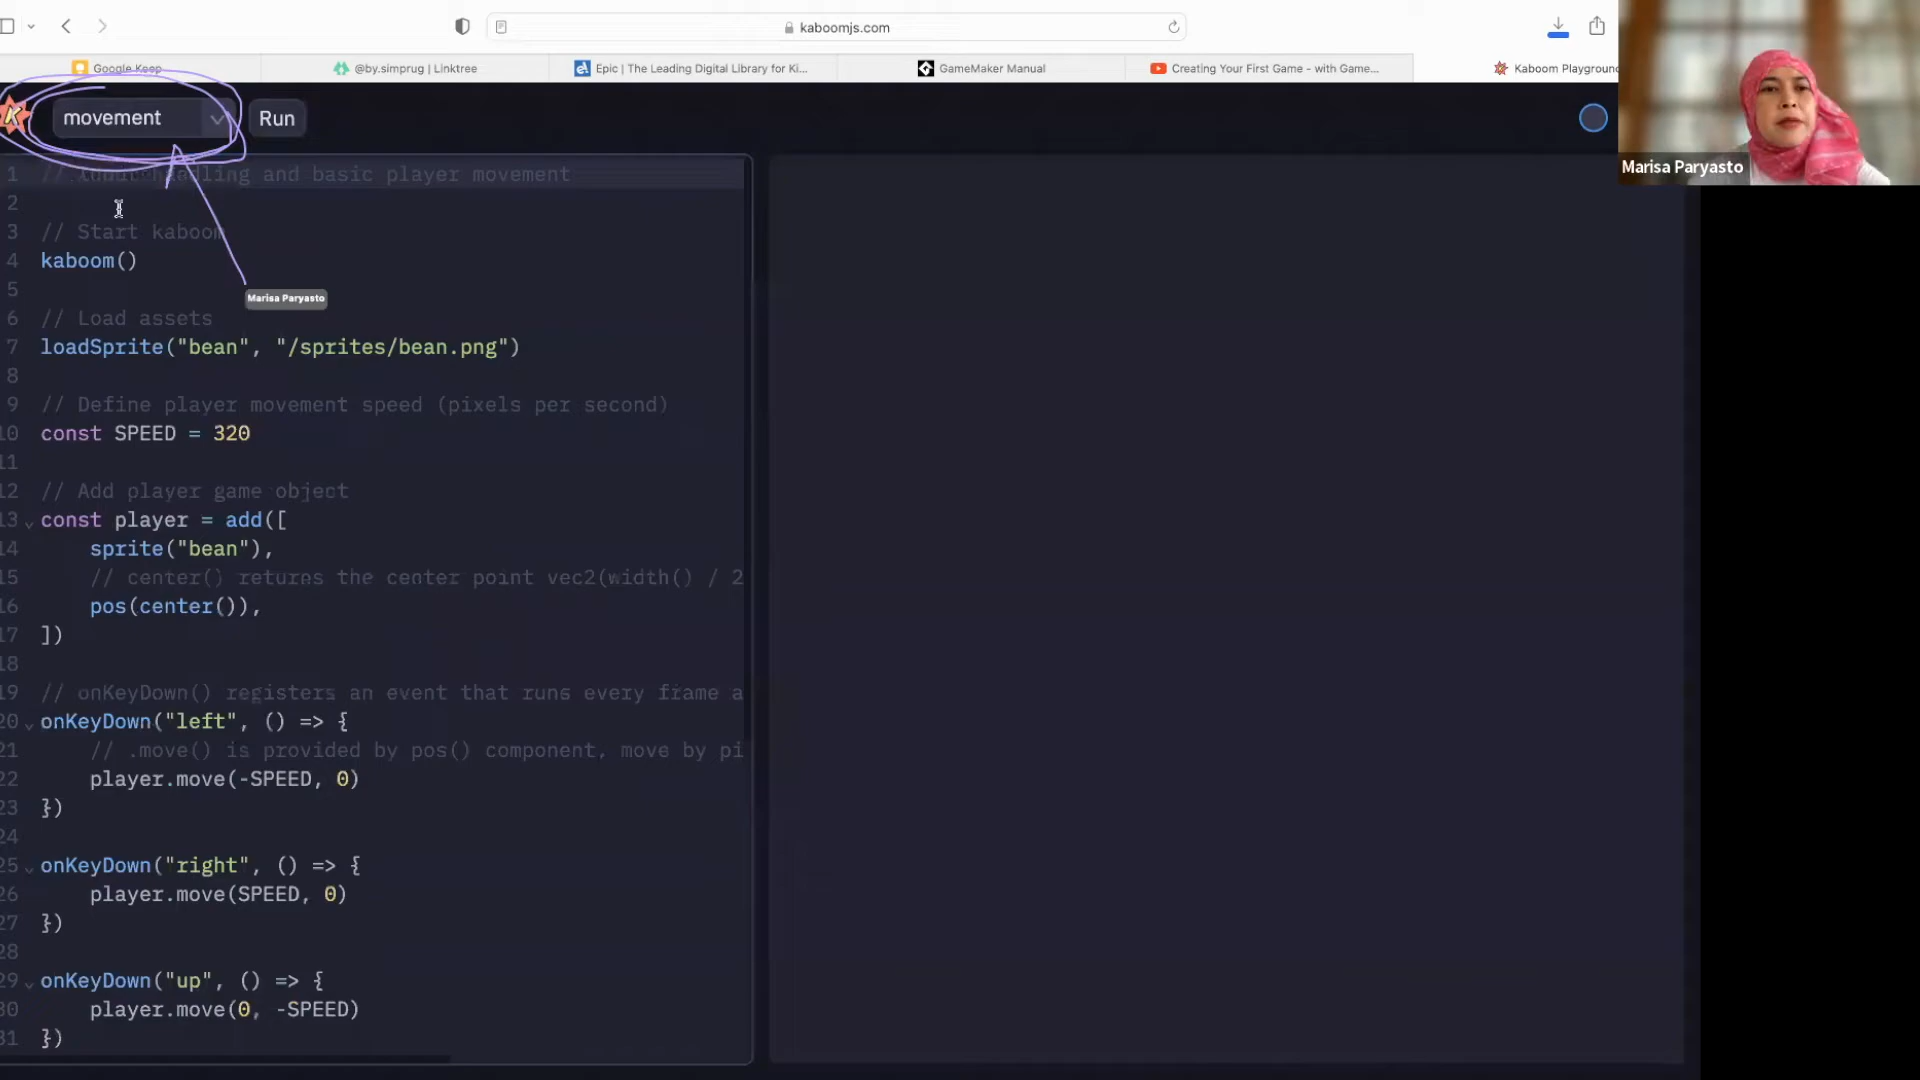 kaboomjs.com
Google Keep
@by.simprug | Linktree
Epic | The Leading Digital Library for Ki...
GameMaker Manual
Creating Your First Game - with Game...
Kaboom Playground
K
movement
Run
Marisa Paryasto
1 // Input handling and basic player movement
2
3 // Start kaboom
4 kaboom()
5
Marisa Paryasto
6 // Load assets
7 loadSprite("bean", "/sprites/bean.png")
8
9 // Define player movement speed (pixels per second)
10 const SPEED = 320
11
12 // Add player game object
13 const player = add([
14 sprite("bean"),
15 // center() returns the center point vec2(width() / 2
16 pos(center()),
17 ])
18
19 // onKeyDown() registers an event that runs every frame a
20 onKeyDown("left", () => {
21 // .move() is provided by pos() component, move by pi
22 player.move(-SPEED, 0)
23 })
24
25 onKeyDown("right", () => {
26 player.move(SPEED, 0)
27 })
28
29 onKeyDown("up", () => {
30 player.move(0, -SPEED)
31 })